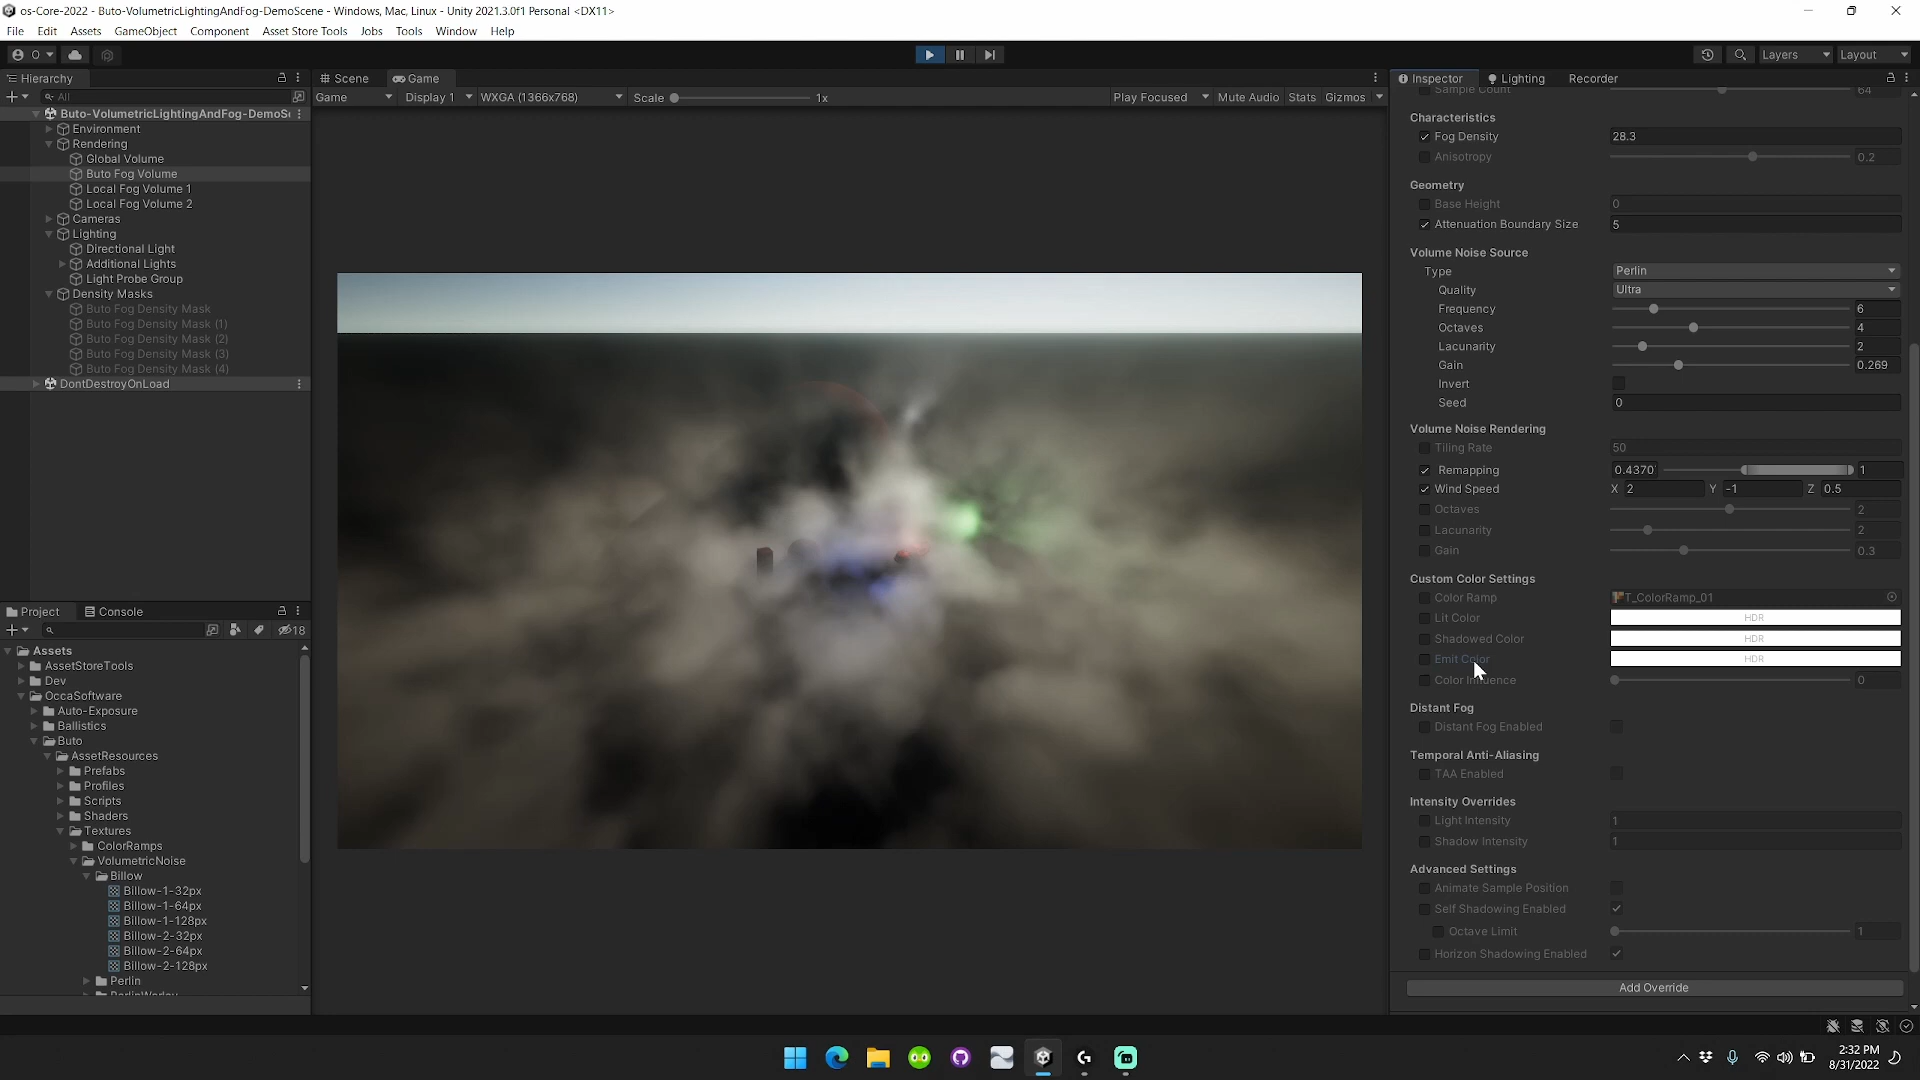 os-Core-2022 - Buto-VolumetricLightingAndFog-DemoScene - Windows, Mac, Linux - Unity 2021.3.0f1 Personal <DX11>
File Edit Assets GameObject Component Asset Store Tools Jobs Tools Window Help
O Layers Layout
Hierarchy
All
Buto-VolumetricLightingAndFog-DemoSc
Environment
Rendering
Global Volume
Buto Fog Volume
Local Fog Volume 1
Local Fog Volume 2
Cameras
Lighting
Directional Light
Additional Lights
Light Probe Group
Density Masks
Buto Fog Density Mask
Buto Fog Density Mask (1)
Buto Fog Density Mask (2)
Buto Fog Density Mask (3)
Buto Fog Density Mask (4)
DontDestroyOnLoad
Scene Game
Game Display 1 WXGA (1366x768) Scale 1x Play Focused Mute Audio Stats Gizmos
Project Console
18
Assets
AssetStoreTools
Dev
OccaSoftware
Auto-Exposure
Ballistics
Buto
AssetResources
Prefabs
Profiles
Scripts
Shaders
Textures
ColorRamps
VolumetricNoise
Billow
Billow-1-32px
Billow-1-64px
Billow-1-128px
Billow-2-32px
Billow-2-64px
Billow-2-128px
Perlin
PerlinWorley
Inspector Lighting Recorder
Sample Count 64
Characteristics
Fog Density 28.3
Anisotropy 0.2
Geometry
Base Height 0
Attenuation Boundary Size 5
Volume Noise Source
Type Perlin
Quality Ultra
Frequency 6
Octaves 4
Lacunarity 2
Gain 0.269
Invert
Seed 0
Volume Noise Rendering
Tiling Rate 50
Remapping 0.4370 1
Wind Speed X 2 Y -1 Z 0.5
Octaves 2
Lacunarity 2
Gain 0.3
Custom Color Settings
Color Ramp T_ColorRamp_01
Lit Color HDR
Shadowed Color HDR
Emit Color HDR
Color Influence 0
Distant Fog
Distant Fog Enabled
Temporal Anti-Aliasing
TAA Enabled
Intensity Overrides
Light Intensity 1
Shadow Intensity 1
Advanced Settings
Animate Sample Position
Self Shadowing Enabled
Octave Limit 1
Horizon Shadowing Enabled
Add Override
2:32 PM
8/31/2022